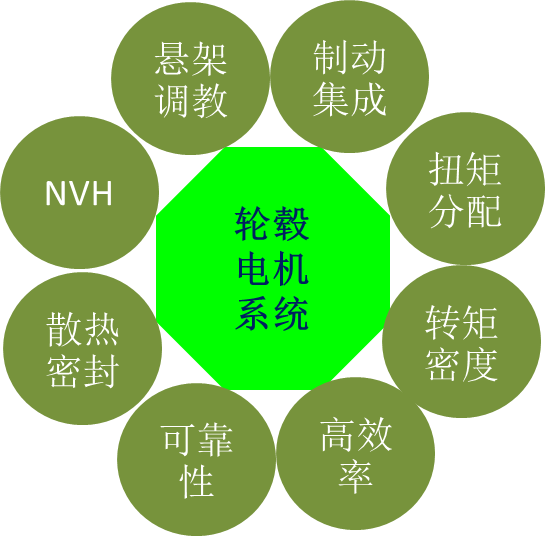 悬架
调教
制动
集成
NVH
扭矩
分配
轮毂
电机
系统
散热
密封
转矩
密度
可靠
性
高效
率